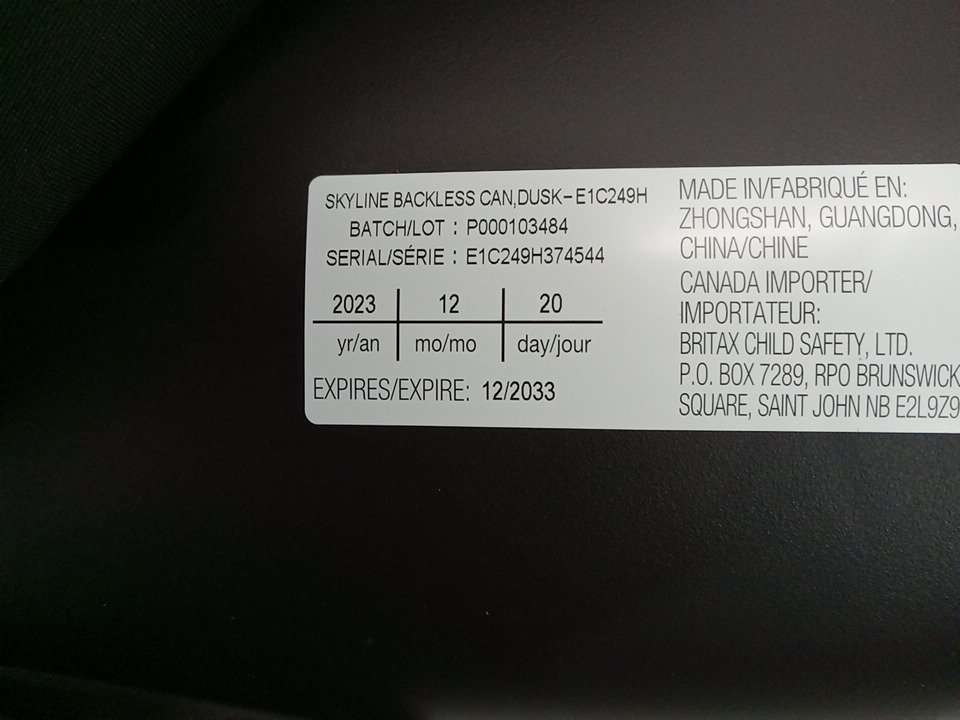 SKYLINE BACKLESS CAN,DUSK-E1C249H
BATCH/LOT : P000103484
SERIAL/SÉRIE : E1C249H374544
2023 12 20
yr/an mo/mo day/jour
EXPIRES/EXPIRE: 12/2033
MADE IN/FABRIQUÉ EN:
ZHONGSHAN, GUANGDONG,
CHINA/CHINE
CANADA IMPORTER/
IMPORTATEUR:
BRITAX CHILD SAFETY, LTD.
P.O. BOX 7289, RPO BRUNSWICK
SQUARE, SAINT JOHN NB E2L9Z9